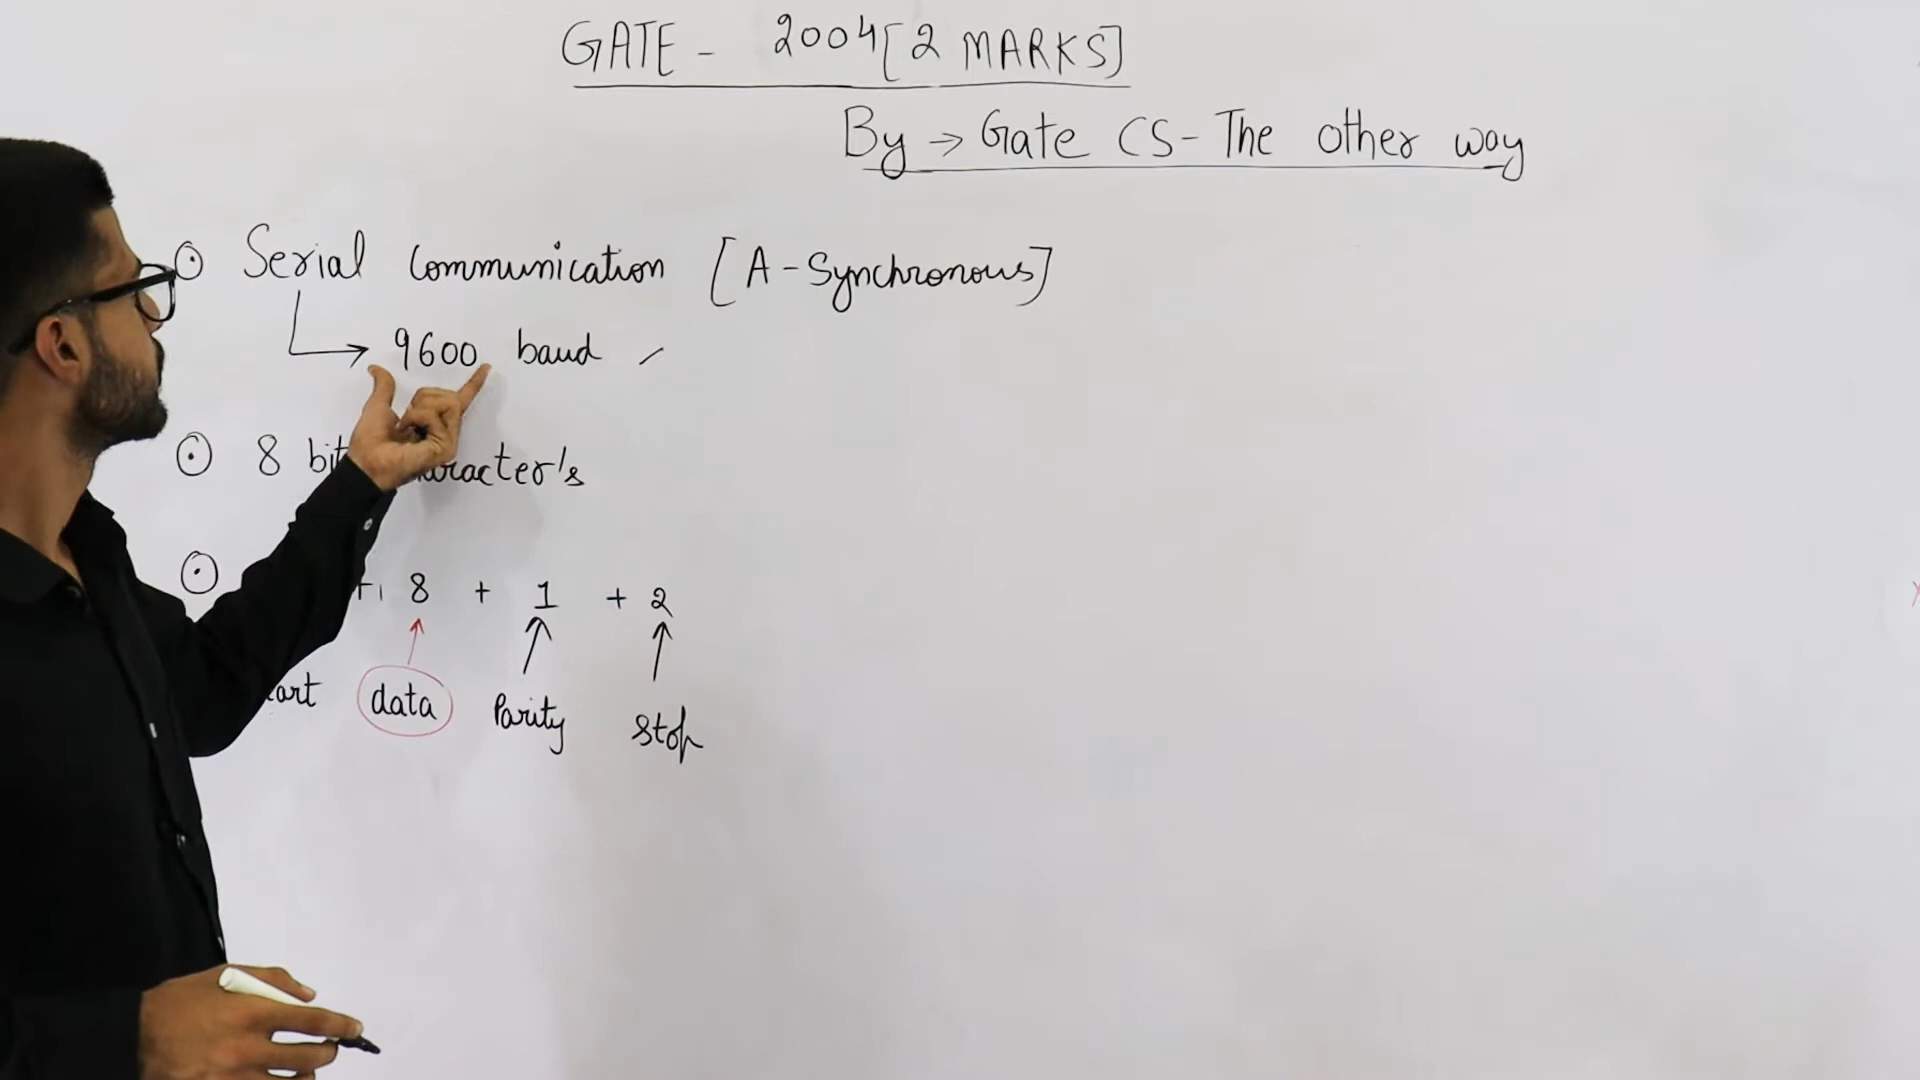 GATE - 2004 [2 MARKS]
By → Gate CS - The other way
Serial Communication [A-Synchronous]
→ 9600 baud
8 bit
+ 8 + 1 + 2
data Parity Stop